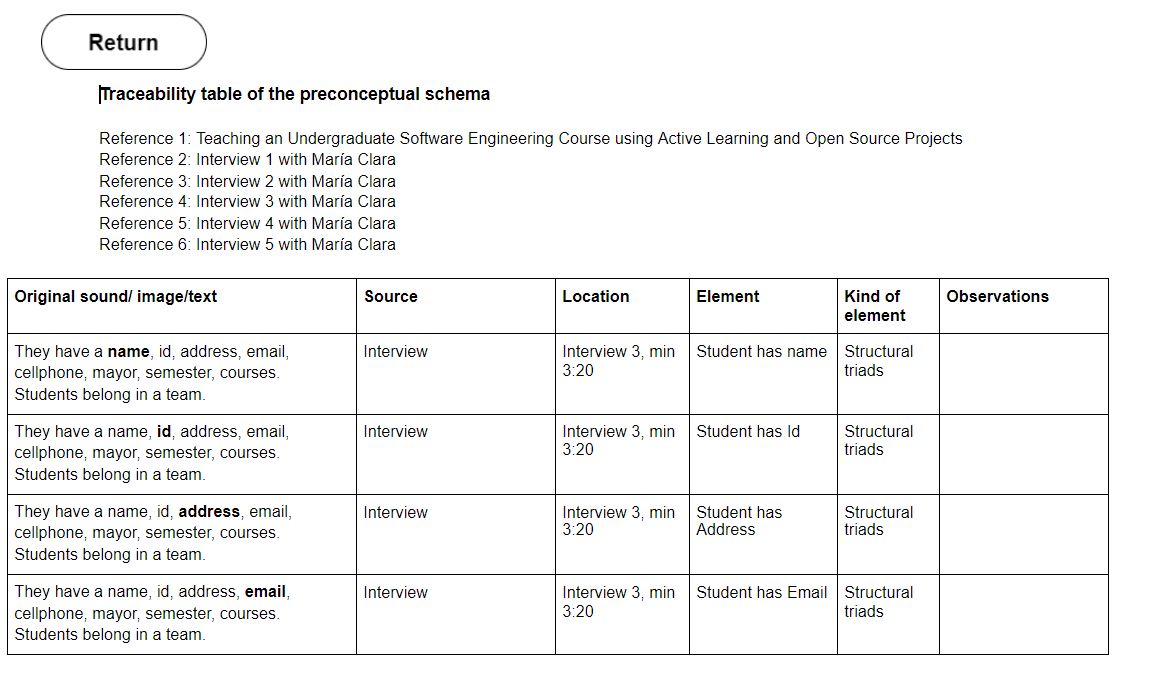 Return
Traceability table of the preconceptual schema
Reference 1: Teaching an Undergraduate Software Engineering Course using Active Learning and Open Source Projects
Reference 2: Interview 1 with María Clara
Reference 3: Interview 2 with María Clara
Reference 4: Interview 3 with María Clara
Reference 5: Interview 4 with María Clara
Reference 6: Interview 5 with María Clara
Original sound/ image/text
Source
Location
Element
Kind of
element
Observations
They have a name, id, address, email,
cellphone, mayor, semester, courses.
Students belong in a team.
Interview
Interview 3, min
3:20
Student has name
Structural
triads
They have a name, id, address, email,
cellphone, mayor, semester, courses.
Students belong in a team.
Interview
Interview 3, min
3:20
Student has Id
Structural
triads
They have a name, id, address, email,
cellphone, mayor, semester, courses.
Students belong in a team.
Interview
Interview 3, min
3:20
Student has
Address
Structural
triads
They have a name, id, address, email,
cellphone, mayor, semester, courses.
Students belong in a team.
Interview
Interview 3, min
3:20
Student has Email
Structural
triads